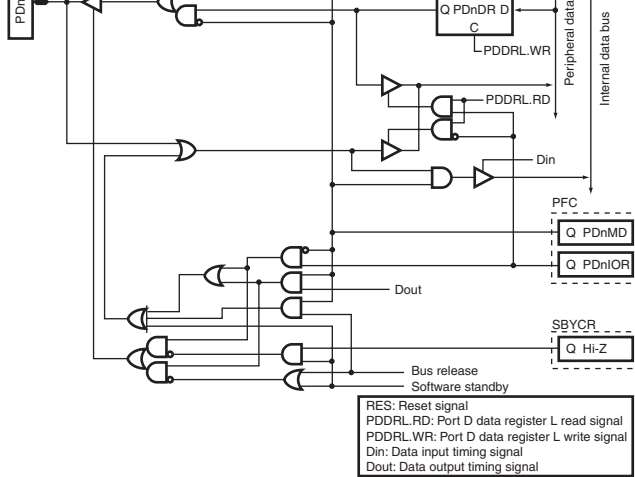 PDn
Q PDnDR D
C
PDDRL.WR
Peripheral data
Internal data bus
PDDRL.RD
Din
PFC
Q PDnMD
Q PDnIOR
Dout
SBYCR
Q Hi-Z
Bus release
Software standby
RES: Reset signal
PDDRL.RD: Port D data register L read signal
PDDRL.WR: Port D data register L write signal
Din: Data input timing signal
Dout: Data output timing signal